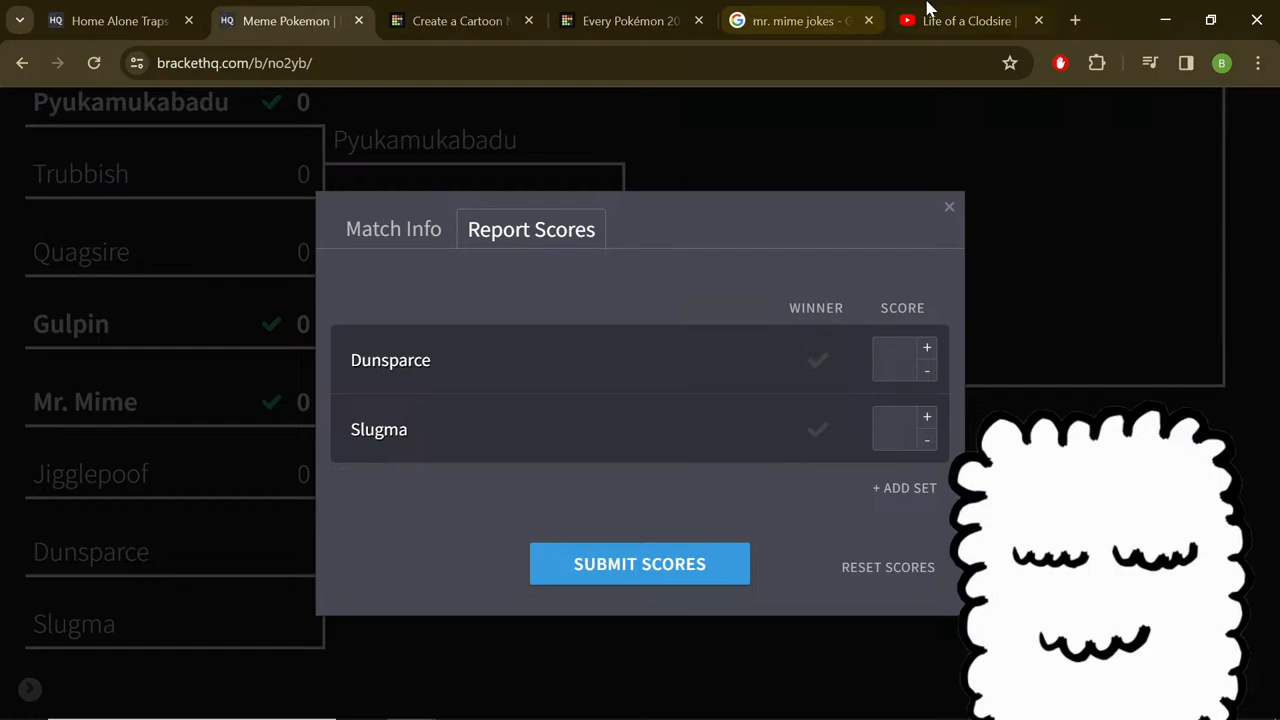 HQ Home Alone Traps
HQ Meme Pokemon |
Create a Cartoon
Every Pokémon 20
mr. mime jokes - G
Life of a Clodsire |
brackethq.com/b/no2yb/
B
Pyukamukabadu 0
Pyukamukabadu
Trubbish 0
Quagsire 0
Gulpin 0
Mr. Mime 0
Jigglepoof 0
Dunsparce
Slugma
Match Info
Report Scores
WINNER SCORE
Dunsparce + -
Slugma + -
+ ADD SET
SUBMIT SCORES
RESET SCORES